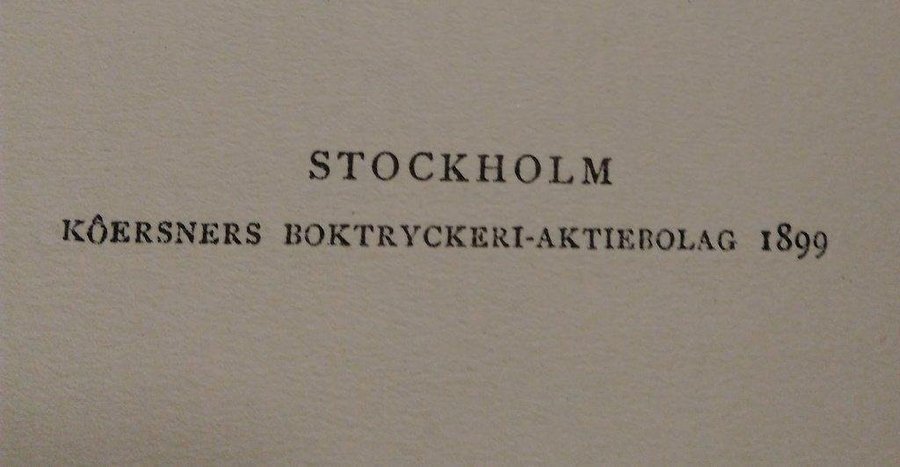 STOCKHOLM
KÔERSNERS BOKTRYCKERI-AKTIEBOLAG 1899